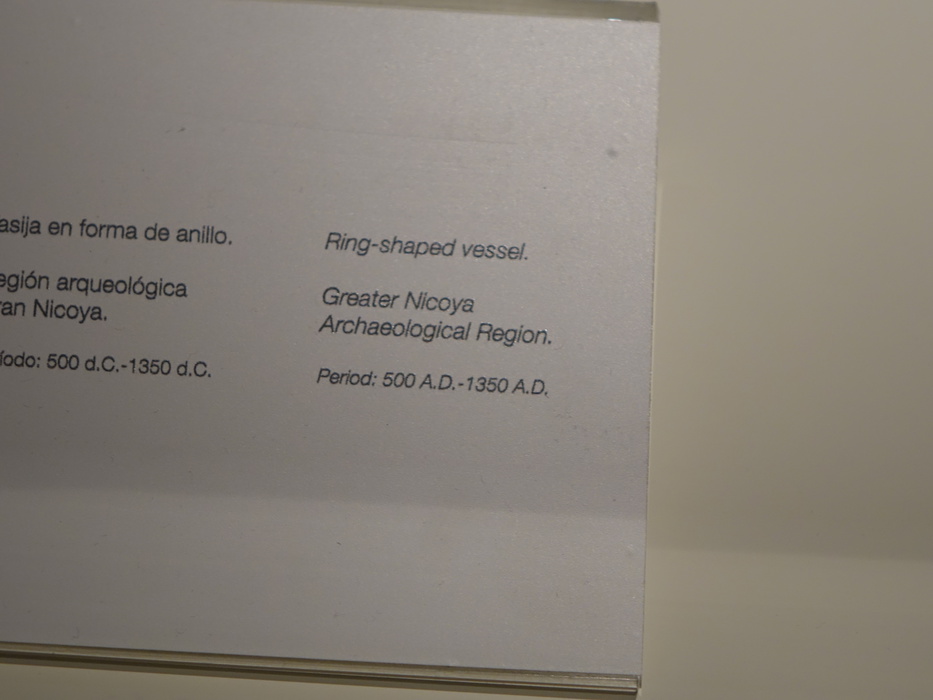 asija en forma de anillo.
egión arqueológica
ran Nicoya.
íodo: 500 d.C.-1350 d.C.
Ring-shaped vessel.
Greater Nicoya
Archaeological Region.
Period: 500 A.D.-1350 A.D.